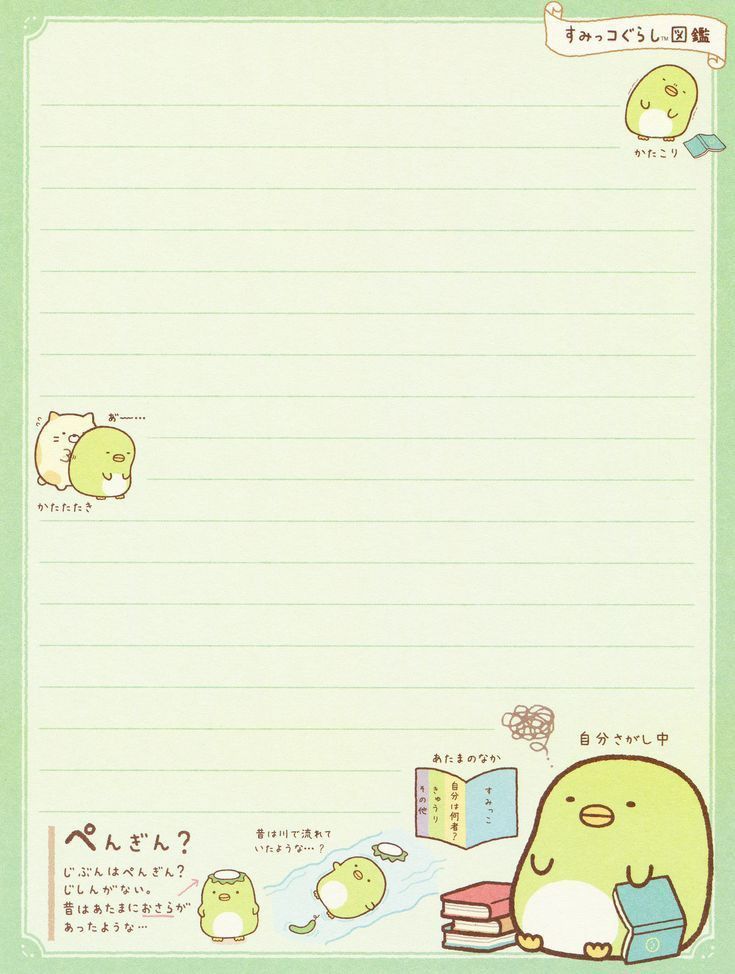 すみっコぐらし™図鑑
かたこり
お〜…
かたたたき
自分さがし中
あたまのなか
すみっこ
自分は何者?
きゅうり
その他
ぺんぎん?
じぶんはぺんぎん?
じしんがない。
昔はあたまにおさらが
あったような…
昔は川で流れて
いたような…?